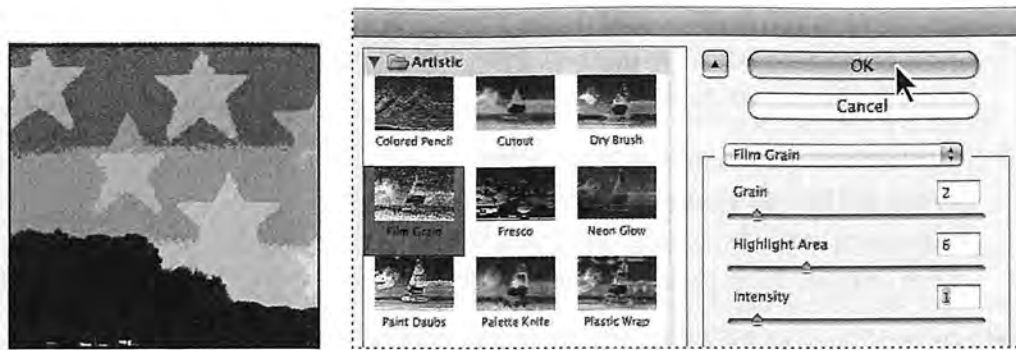 Artistic
Colored Pencil
Cutout
Dry Brush
Film Grain
Fresco
Neon Glow
Paint Daubs
Palette Knife
Plastic Wrap
OK
Cancel
Film Grain
Grain
2
Highlight Area
6
Intensity
1